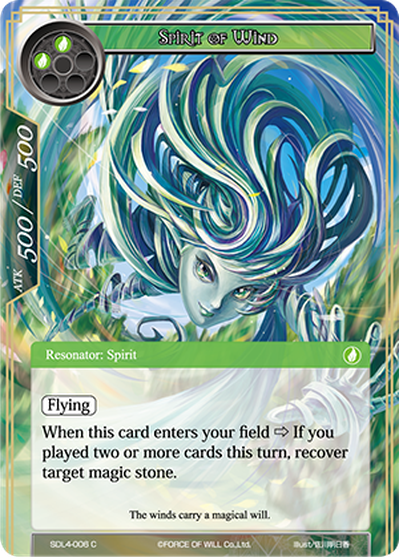 Spirit of Wind
ATK 500 / DEF 500
Resonator: Spirit
Flying
When this card enters your field ⇨ If you
played two or more cards this turn, recover
target magic stone.
The winds carry a magical will.
SDL4-006 C ©FORCE OF WILL Co.,Ltd. Illust/